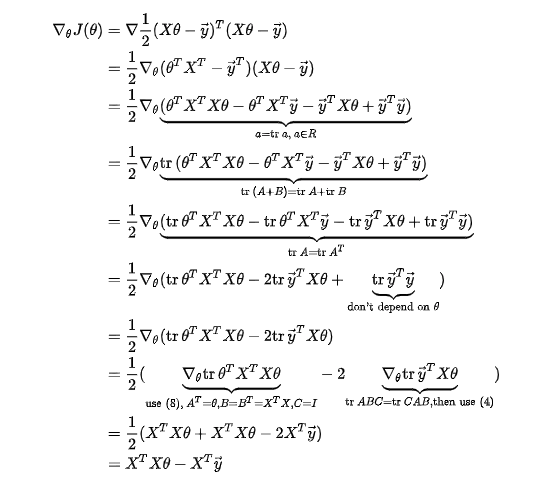 ∇_θ J(θ) = ∇ 1/2 (Xθ − y⃗)^T (Xθ − y⃗)
= 1/2 ∇_θ (θ^T X^T − y⃗^T)(Xθ − y⃗)
= 1/2 ∇_θ (θ^T X^T Xθ − θ^T X^T y⃗ − y⃗^T Xθ + y⃗^T y⃗)
a=tr a, a∈R
= 1/2 ∇_θ tr (θ^T X^T Xθ − θ^T X^T y⃗ − y⃗^T Xθ + y⃗^T y⃗)
tr (A+B)=tr A+tr B
= 1/2 ∇_θ (tr θ^T X^T Xθ − tr θ^T X^T y⃗ − tr y⃗^T Xθ + tr y⃗^T y⃗)
tr A=tr A^T
= 1/2 ∇_θ (tr θ^T X^T Xθ − 2tr y⃗^T Xθ + tr y⃗^T y⃗)
don't depend on θ
= 1/2 ∇_θ (tr θ^T X^T Xθ − 2tr y⃗^T Xθ)
= 1/2 (∇_θ tr θ^T X^T Xθ − 2 ∇_θ tr y⃗^T Xθ)
use (8), A^T=θ,B=B^T=X^T X,C=I tr ABC=tr CAB,then use (4)
= 1/2 (X^T Xθ + X^T Xθ − 2X^T y⃗)
= X^T Xθ − X^T y⃗